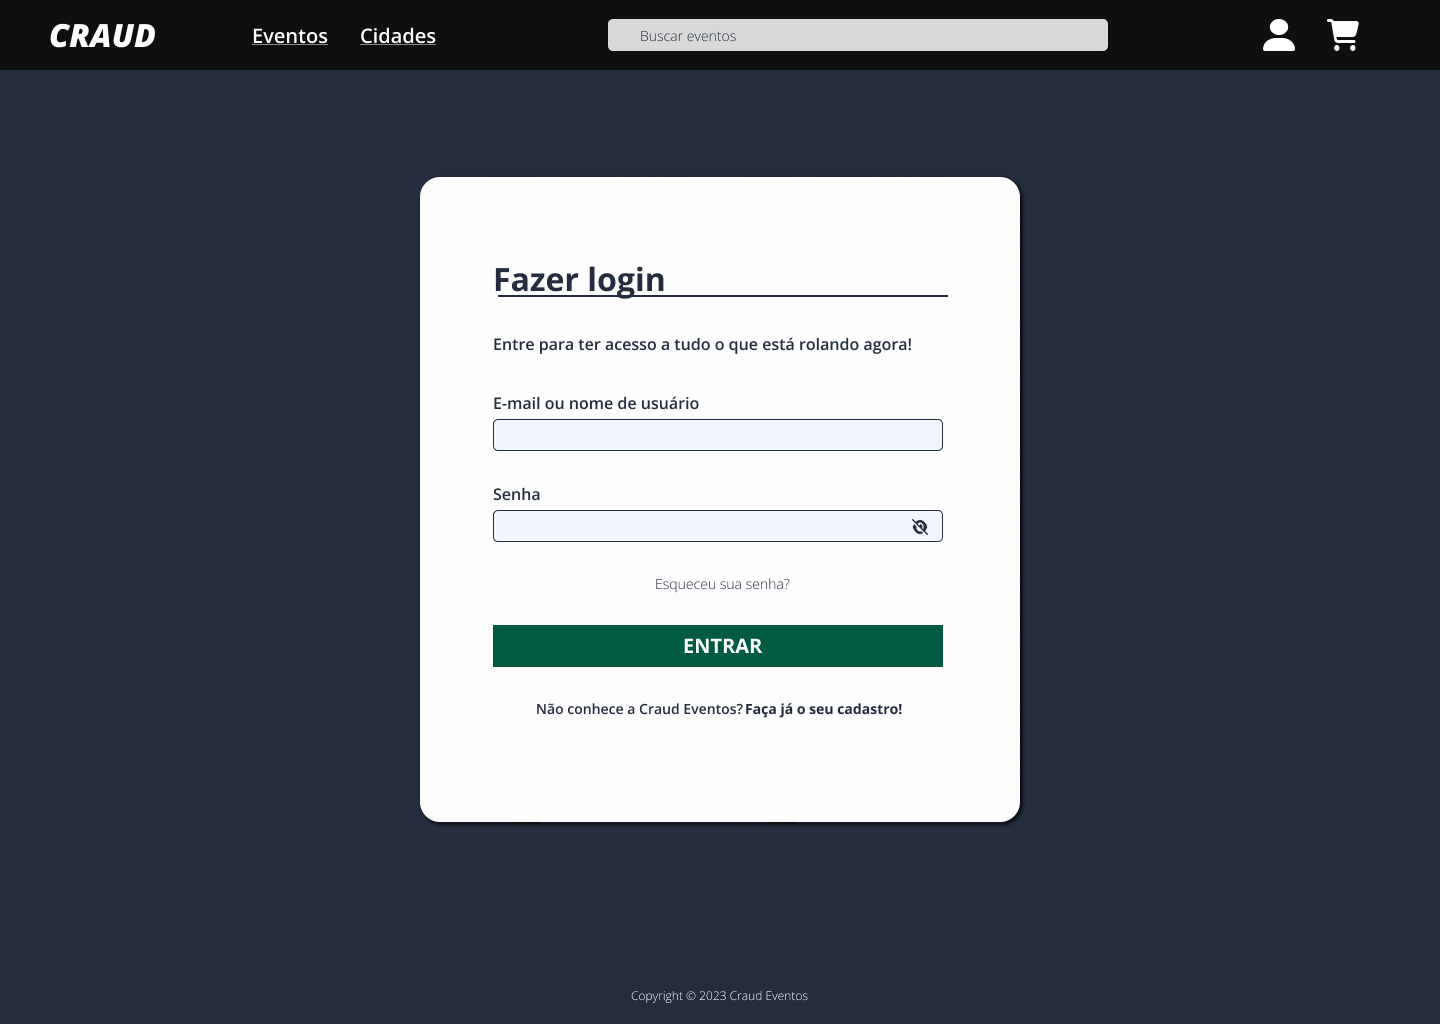 CRAUD
Eventos
Cidades
Buscar eventos
Fazer login
Entre para ter acesso a tudo o que está rolando agora!
E-mail ou nome de usuário
Senha
Esqueceu sua senha?
ENTRAR
Não conhece a Craud Eventos? Faça já o seu cadastro!
Copyright © 2023 Craud Eventos